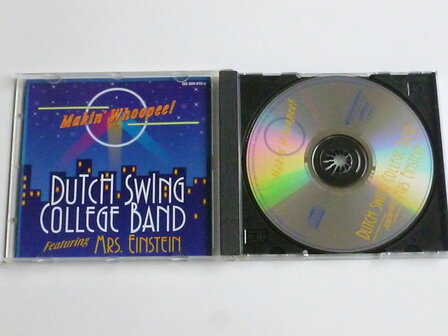 Makin' Whoopee!
DUTCH SWING
COLLEGE BAND
Featuring MRS. EINSTEIN
Makin' Whoopee!
DUTCH SWING COLLEGE BAND
Featuring MRS. EINSTEIN